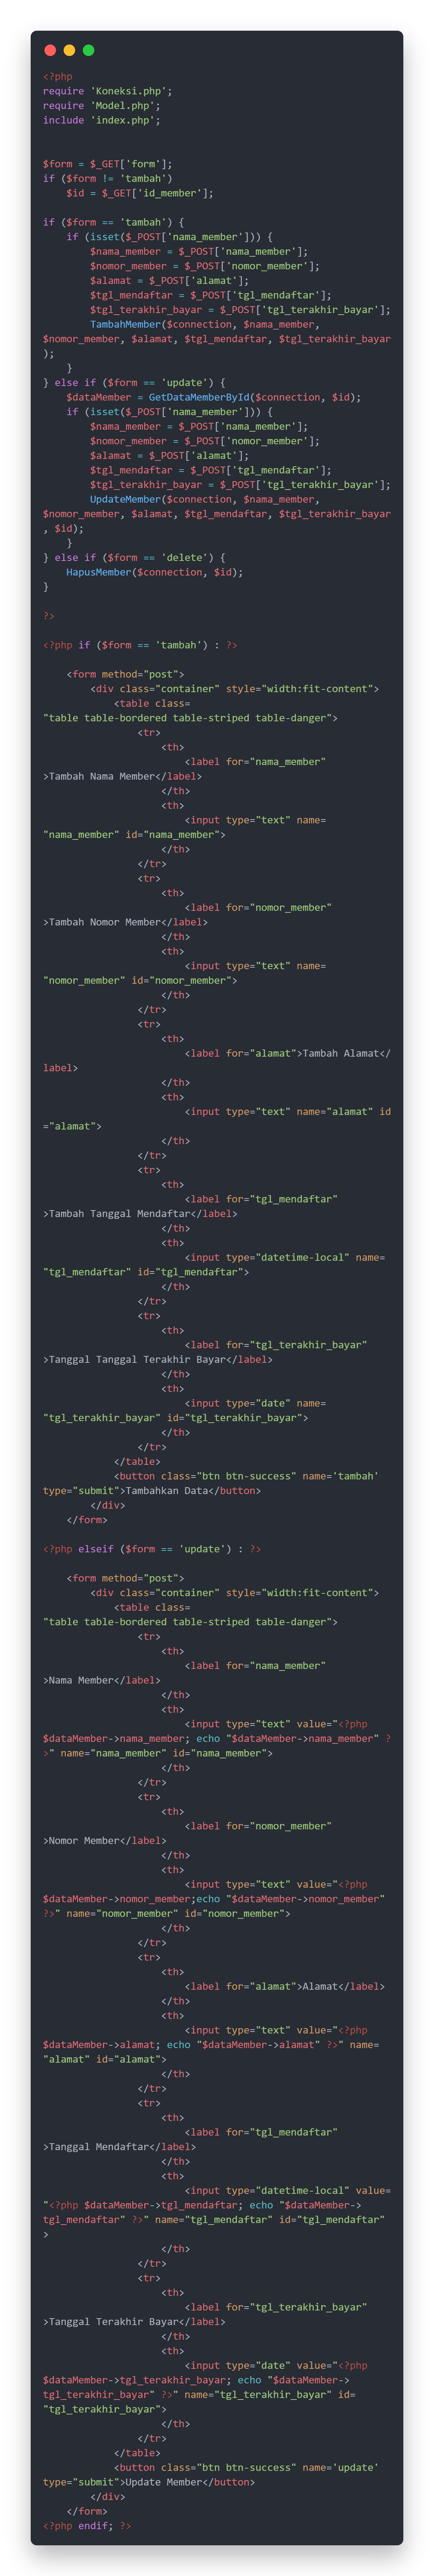 <?php
require 'Koneksi.php';
require 'Model.php';
include 'index.php';


$form = $_GET['form'];
if ($form != 'tambah')
    $id = $_GET['id_member'];

if ($form == 'tambah') {
    if (isset($_POST['nama_member'])) {
        $nama_member = $_POST['nama_member'];
        $nomor_member = $_POST['nomor_member'];
        $alamat = $_POST['alamat'];
        $tgl_mendaftar = $_POST['tgl_mendaftar'];
        $tgl_terakhir_bayar = $_POST['tgl_terakhir_bayar'];
        TambahMember($connection, $nama_member,
$nomor_member, $alamat, $tgl_mendaftar, $tgl_terakhir_bayar
);
    }
} else if ($form == 'update') {
    $dataMember = GetDataMemberById($connection, $id);
    if (isset($_POST['nama_member'])) {
        $nama_member = $_POST['nama_member'];
        $nomor_member = $_POST['nomor_member'];
        $alamat = $_POST['alamat'];
        $tgl_mendaftar = $_POST['tgl_mendaftar'];
        $tgl_terakhir_bayar = $_POST['tgl_terakhir_bayar'];
        UpdateMember($connection, $nama_member,
$nomor_member, $alamat, $tgl_mendaftar, $tgl_terakhir_bayar
, $id);
    }
} else if ($form == 'delete') {
    HapusMember($connection, $id);
}

?>

<?php if ($form == 'tambah') : ?>

    <form method="post">
        <div class="container" style="width:fit-content">
            <table class=
"table table-bordered table-striped table-danger">
                <tr>
                    <th>
                        <label for="nama_member"
>Tambah Nama Member</label>
                    </th>
                    <th>
                        <input type="text" name=
"nama_member" id="nama_member">
                    </th>
                </tr>
                <tr>
                    <th>
                        <label for="nomor_member"
>Tambah Nomor Member</label>
                    </th>
                    <th>
                        <input type="text" name=
"nomor_member" id="nomor_member">
                    </th>
                </tr>
                <tr>
                    <th>
                        <label for="alamat">Tambah Alamat</
label>
                    </th>
                    <th>
                        <input type="text" name="alamat" id
="alamat">
                    </th>
                </tr>
                <tr>
                    <th>
                        <label for="tgl_mendaftar"
>Tambah Tanggal Mendaftar</label>
                    </th>
                    <th>
                        <input type="datetime-local" name=
"tgl_mendaftar" id="tgl_mendaftar">
                    </th>
                </tr>
                <tr>
                    <th>
                        <label for="tgl_terakhir_bayar"
>Tanggal Tanggal Terakhir Bayar</label>
                    </th>
                    <th>
                        <input type="date" name=
"tgl_terakhir_bayar" id="tgl_terakhir_bayar">
                    </th>
                </tr>
            </table>
            <button class="btn btn-success" name='tambah'
type="submit">Tambahkan Data</button>
        </div>
    </form>

<?php elseif ($form == 'update') : ?>

    <form method="post">
        <div class="container" style="width:fit-content">
            <table class=
"table table-bordered table-striped table-danger">
                <tr>
                    <th>
                        <label for="nama_member"
>Nama Member</label>
                    </th>
                    <th>
                        <input type="text" value="<?php
$dataMember->nama_member; echo "$dataMember->nama_member" ?
>" name="nama_member" id="nama_member">
                    </th>
                </tr>
                <tr>
                    <th>
                        <label for="nomor_member"
>Nomor Member</label>
                    </th>
                    <th>
                        <input type="text" value="<?php
$dataMember->nomor_member;echo "$dataMember->nomor_member"
?>" name="nomor_member" id="nomor_member">
                    </th>
                </tr>
                <tr>
                    <th>
                        <label for="alamat">Alamat</label>
                    </th>
                    <th>
                        <input type="text" value="<?php
$dataMember->alamat; echo "$dataMember->alamat" ?>" name=
"alamat" id="alamat">
                    </th>
                </tr>
                <tr>
                    <th>
                        <label for="tgl_mendaftar"
>Tanggal Mendaftar</label>
                    </th>
                    <th>
                        <input type="datetime-local" value=
"<?php $dataMember->tgl_mendaftar; echo "$dataMember->
tgl_mendaftar" ?>" name="tgl_mendaftar" id="tgl_mendaftar"
>
                    </th>
                </tr>
                <tr>
                    <th>
                        <label for="tgl_terakhir_bayar"
>Tanggal Terakhir Bayar</label>
                    </th>
                    <th>
                        <input type="date" value="<?php
$dataMember->tgl_terakhir_bayar; echo "$dataMember->
tgl_terakhir_bayar" ?>" name="tgl_terakhir_bayar" id=
"tgl_terakhir_bayar">
                    </th>
                </tr>
            </table>
            <button class="btn btn-success" name='update'
type="submit">Update Member</button>
        </div>
    </form>
<?php endif; ?>